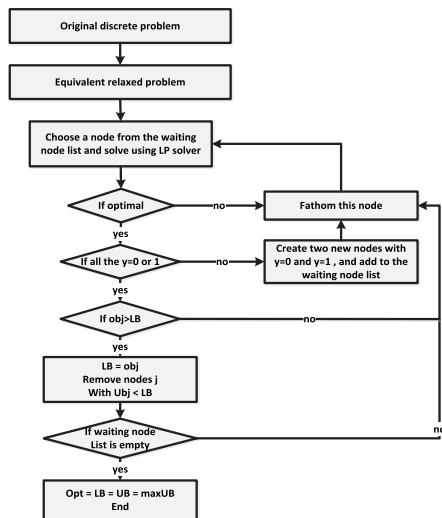 Original discrete problem
Equivalent relaxed problem
Choose a node from the waiting
node list and solve using LP solver
If optimal
no
Fathom this node
yes
If all the y=0 or 1
no
Create two new nodes with
y=0 and y=1 , and add to the
waiting node list
yes
If obj>LB
no
yes
LB = obj
Remove nodes j
With Ubj < LB
If waiting node
List is empty
no
yes
Opt = LB = UB = maxUB
End